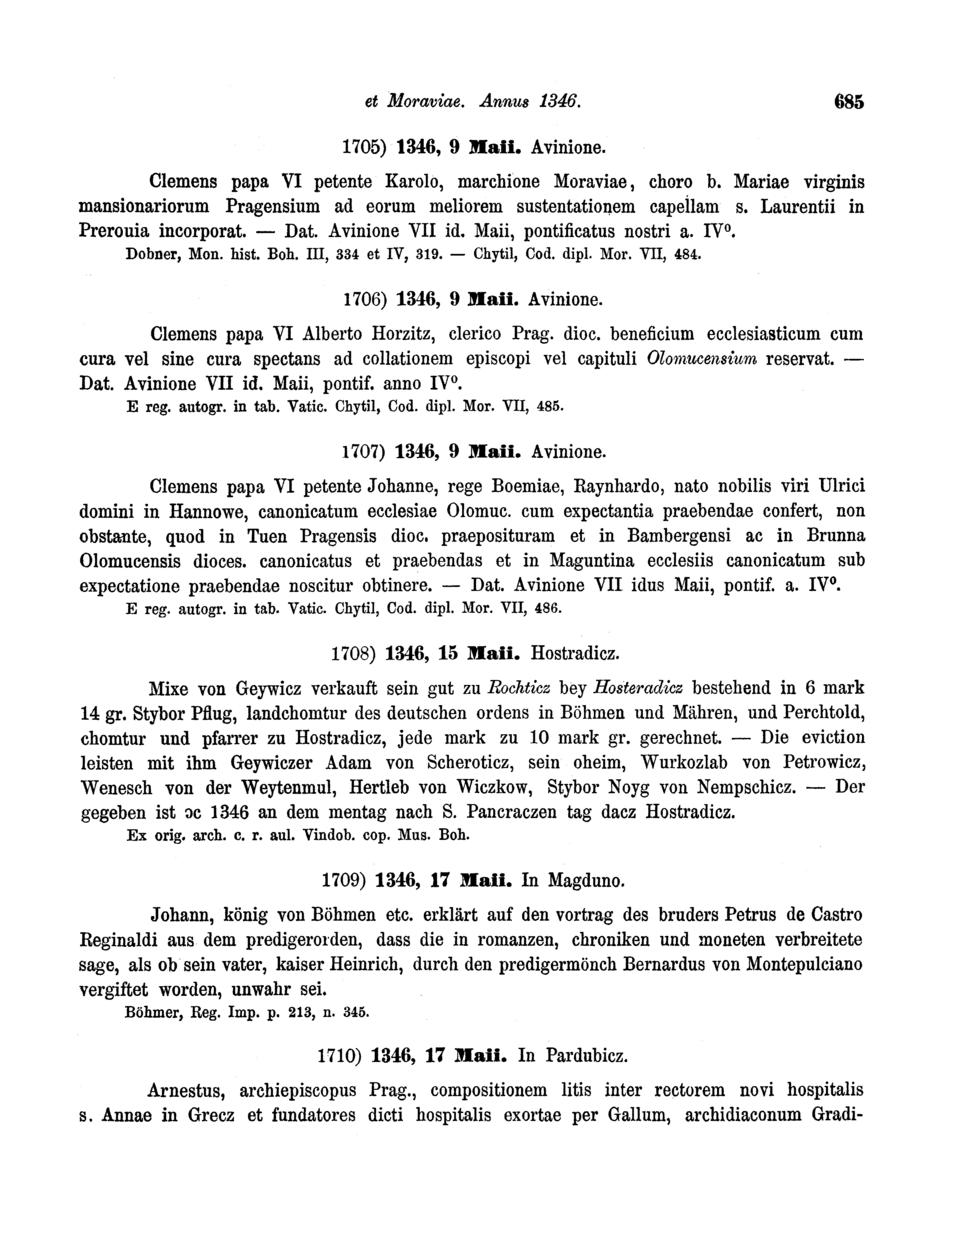 et Moraviae. Annus 1346. 685
1705) 1346, 9 Maii. Avinione.
Clemens papa VI petente Karolo, marchione Moraviae, choro b. Mariae virginis
mansionariorum Pragensium ad eorum meliorem sustentationem capellam s. Laurentii in
Prerouia incorporat. — Dat. Avinione VII id. Maii, pontificatus nostri a. IV⁰.
Dobner, Mon. hist. Boh. III, 334 et IV, 319. — Chytil, Cod. dipl. Mor. VII, 484.
1706) 1346, 9 Maii. Avinione.
Clemens papa VI Alberto Horzitz, clerico Prag. dioc. beneficium ecclesiasticum cum
cura vel sine cura spectans ad collationem episcopi vel capituli Olomucensium reservat. —
Dat. Avinione VII id. Maii, pontif. anno IV⁰.
E reg. autogr. in tab. Vatic. Chytil, Cod. dipl. Mor. VII, 485.
1707) 1346, 9 Maii. Avinione.
Clemens papa VI petente Johanne, rege Boemiae, Raynhardo, nato nobilis viri Ulrici
domini in Hannowe, canonicatum ecclesiae Olomuc. cum expectantia praebendae confert, non
obstante, quod in Tuen Pragensis dioc. praeposituram et in Bambergensi ac in Brunna
Olomucensis dioces. canonicatus et praebendas et in Maguntina ecclesiis canonicatum sub
expectatione praebendae noscitur obtinere. — Dat. Avinione VII idus Maii, pontif. a. IV⁰.
E reg. autogr. in tab. Vatic. Chytil, Cod. dipl. Mor. VII, 486.
1708) 1346, 15 Maii. Hostradicz.
Mixe von Geywicz verkauft sein gut zu Rochticz bey Hosteradicz bestehend in 6 mark
14 gr. Stybor Pflug, landchomtur des deutschen ordens in Böhmen und Mähren, und Perchtold,
chomtur und pfarrer zu Hostradicz, jede mark zu 10 mark gr. gerechnet. — Die eviction
leisten mit ihm Geywiczer Adam von Scheroticz, sein oheim, Wurkozlab von Petrowicz,
Wenesch von der Weytenmul, Hertleb von Wiczkow, Stybor Noyg von Nempschicz. — Der
gegeben ist ɔc 1346 an dem mentag nach S. Pancraczen tag dacz Hostradicz.
Ex orig. arch. c. r. aul. Vindob. cop. Mus. Boh.
1709) 1346, 17 Maii. In Magduno.
Johann, könig von Böhmen etc. erklärt auf den vortrag des bruders Petrus de Castro
Reginaldi aus dem predigerorden, dass die in romanzen, chroniken und moneten verbreitete
sage, als ob sein vater, kaiser Heinrich, durch den predigermönch Bernardus von Montepulciano
vergiftet worden, unwahr sei.
Böhmer, Reg. Imp. p. 213, n. 345.
1710) 1346, 17 Maii. In Pardubicz.
Arnestus, archiepiscopus Prag., compositionem litis inter rectorem novi hospitalis
s. Annae in Grecz et fundatores dicti hospitalis exortae per Gallum, archidiaconum Gradi-